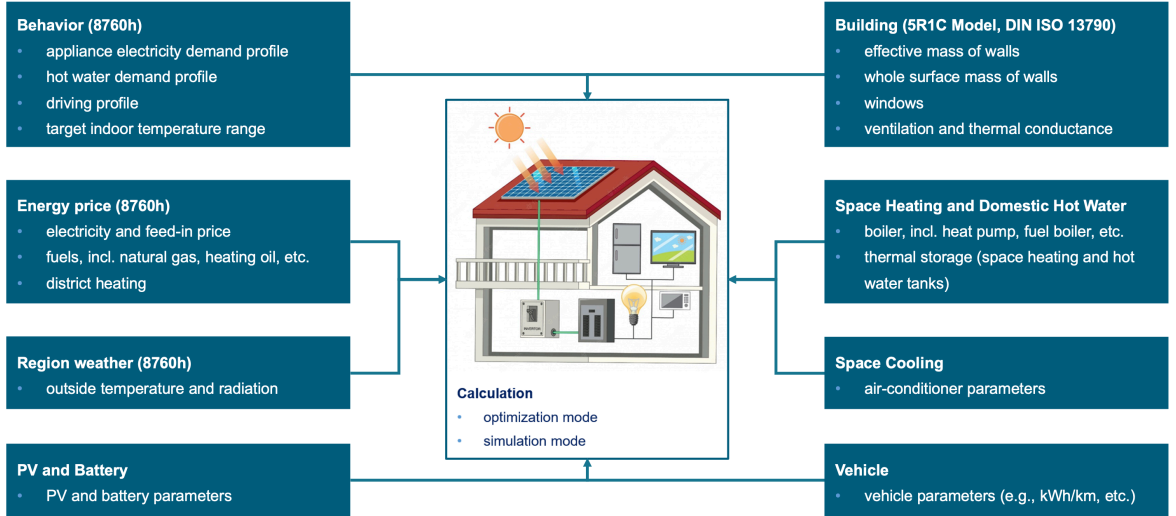 Behavior (8760h)
• appliance electricity demand profile
• hot water demand profile
• driving profile
• target indoor temperature range
Energy price (8760h)
• electricity and feed-in price
• fuels, incl. natural gas, heating oil, etc.
• district heating
Region weather (8760h)
• outside temperature and radiation
PV and Battery
• PV and battery parameters
INVERTER
Calculation
• optimization mode
• simulation mode
Building (5R1C Model, DIN ISO 13790)
• effective mass of walls
• whole surface mass of walls
• windows
• ventilation and thermal conductance
Space Heating and Domestic Hot Water
• boiler, incl. heat pump, fuel boiler, etc.
• thermal storage (space heating and hot
water tanks)
Space Cooling
• air-conditioner parameters
Vehicle
• vehicle parameters (e.g., kWh/km, etc.)